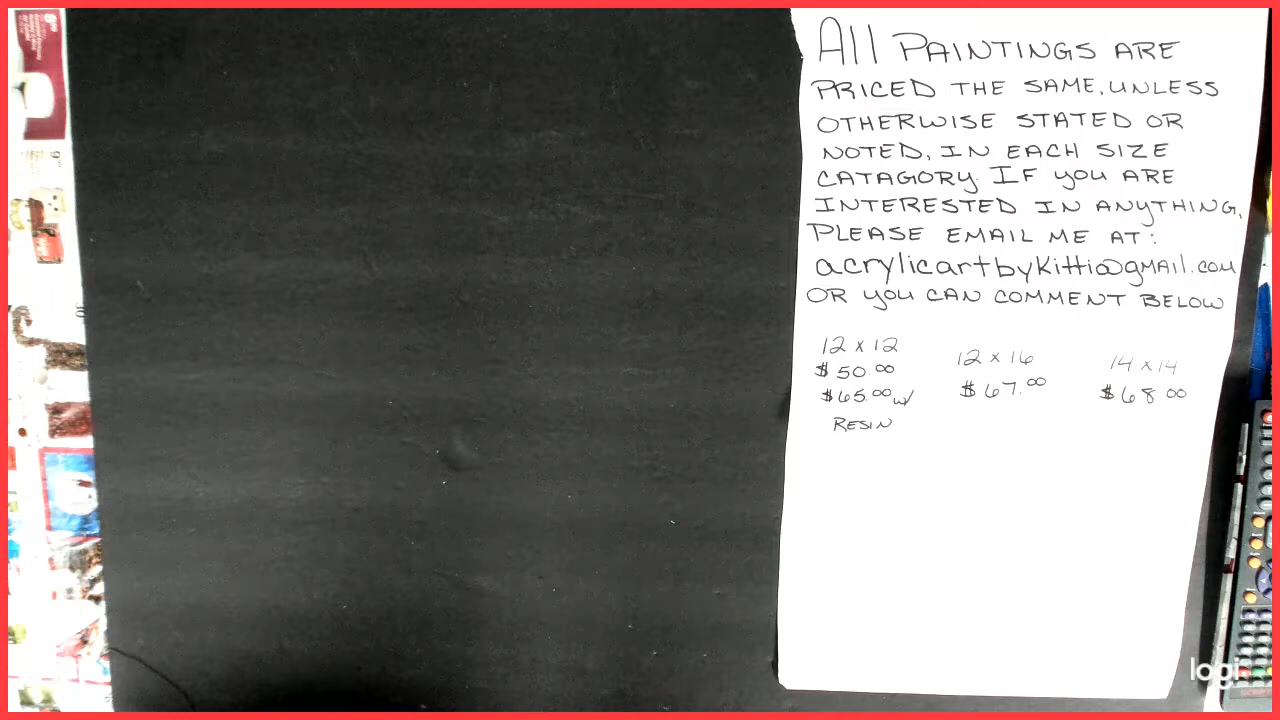 All PAINTINGS ARE
PRICED THE SAME, UNLESS
OTHERWISE STATED OR
NOTED, IN EACH SIZE
CATAGORY. IF YOU ARE
INTERESTED IN ANYTHING,
PLEASE EMAIL ME AT:
acrylicartbykitti@gmail.com
OR YOU CAN COMMENT BELOW
12 x 12
$50.00
$65.00 w/
RESIN
12 x 16
$67.00
14 x 14
$68.00
logi